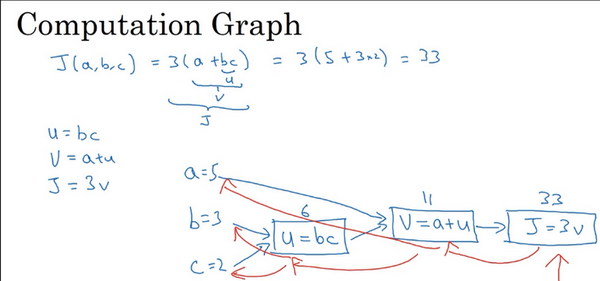 Computation Graph
J(a,b,c) = 3(a+bc) = 3(5+3×2) = 33
u
V
J
u=bc
V=a+u
J=3v
a=5
11
33
b=3
6
V=a+u
J=3v
u=bc
c=2